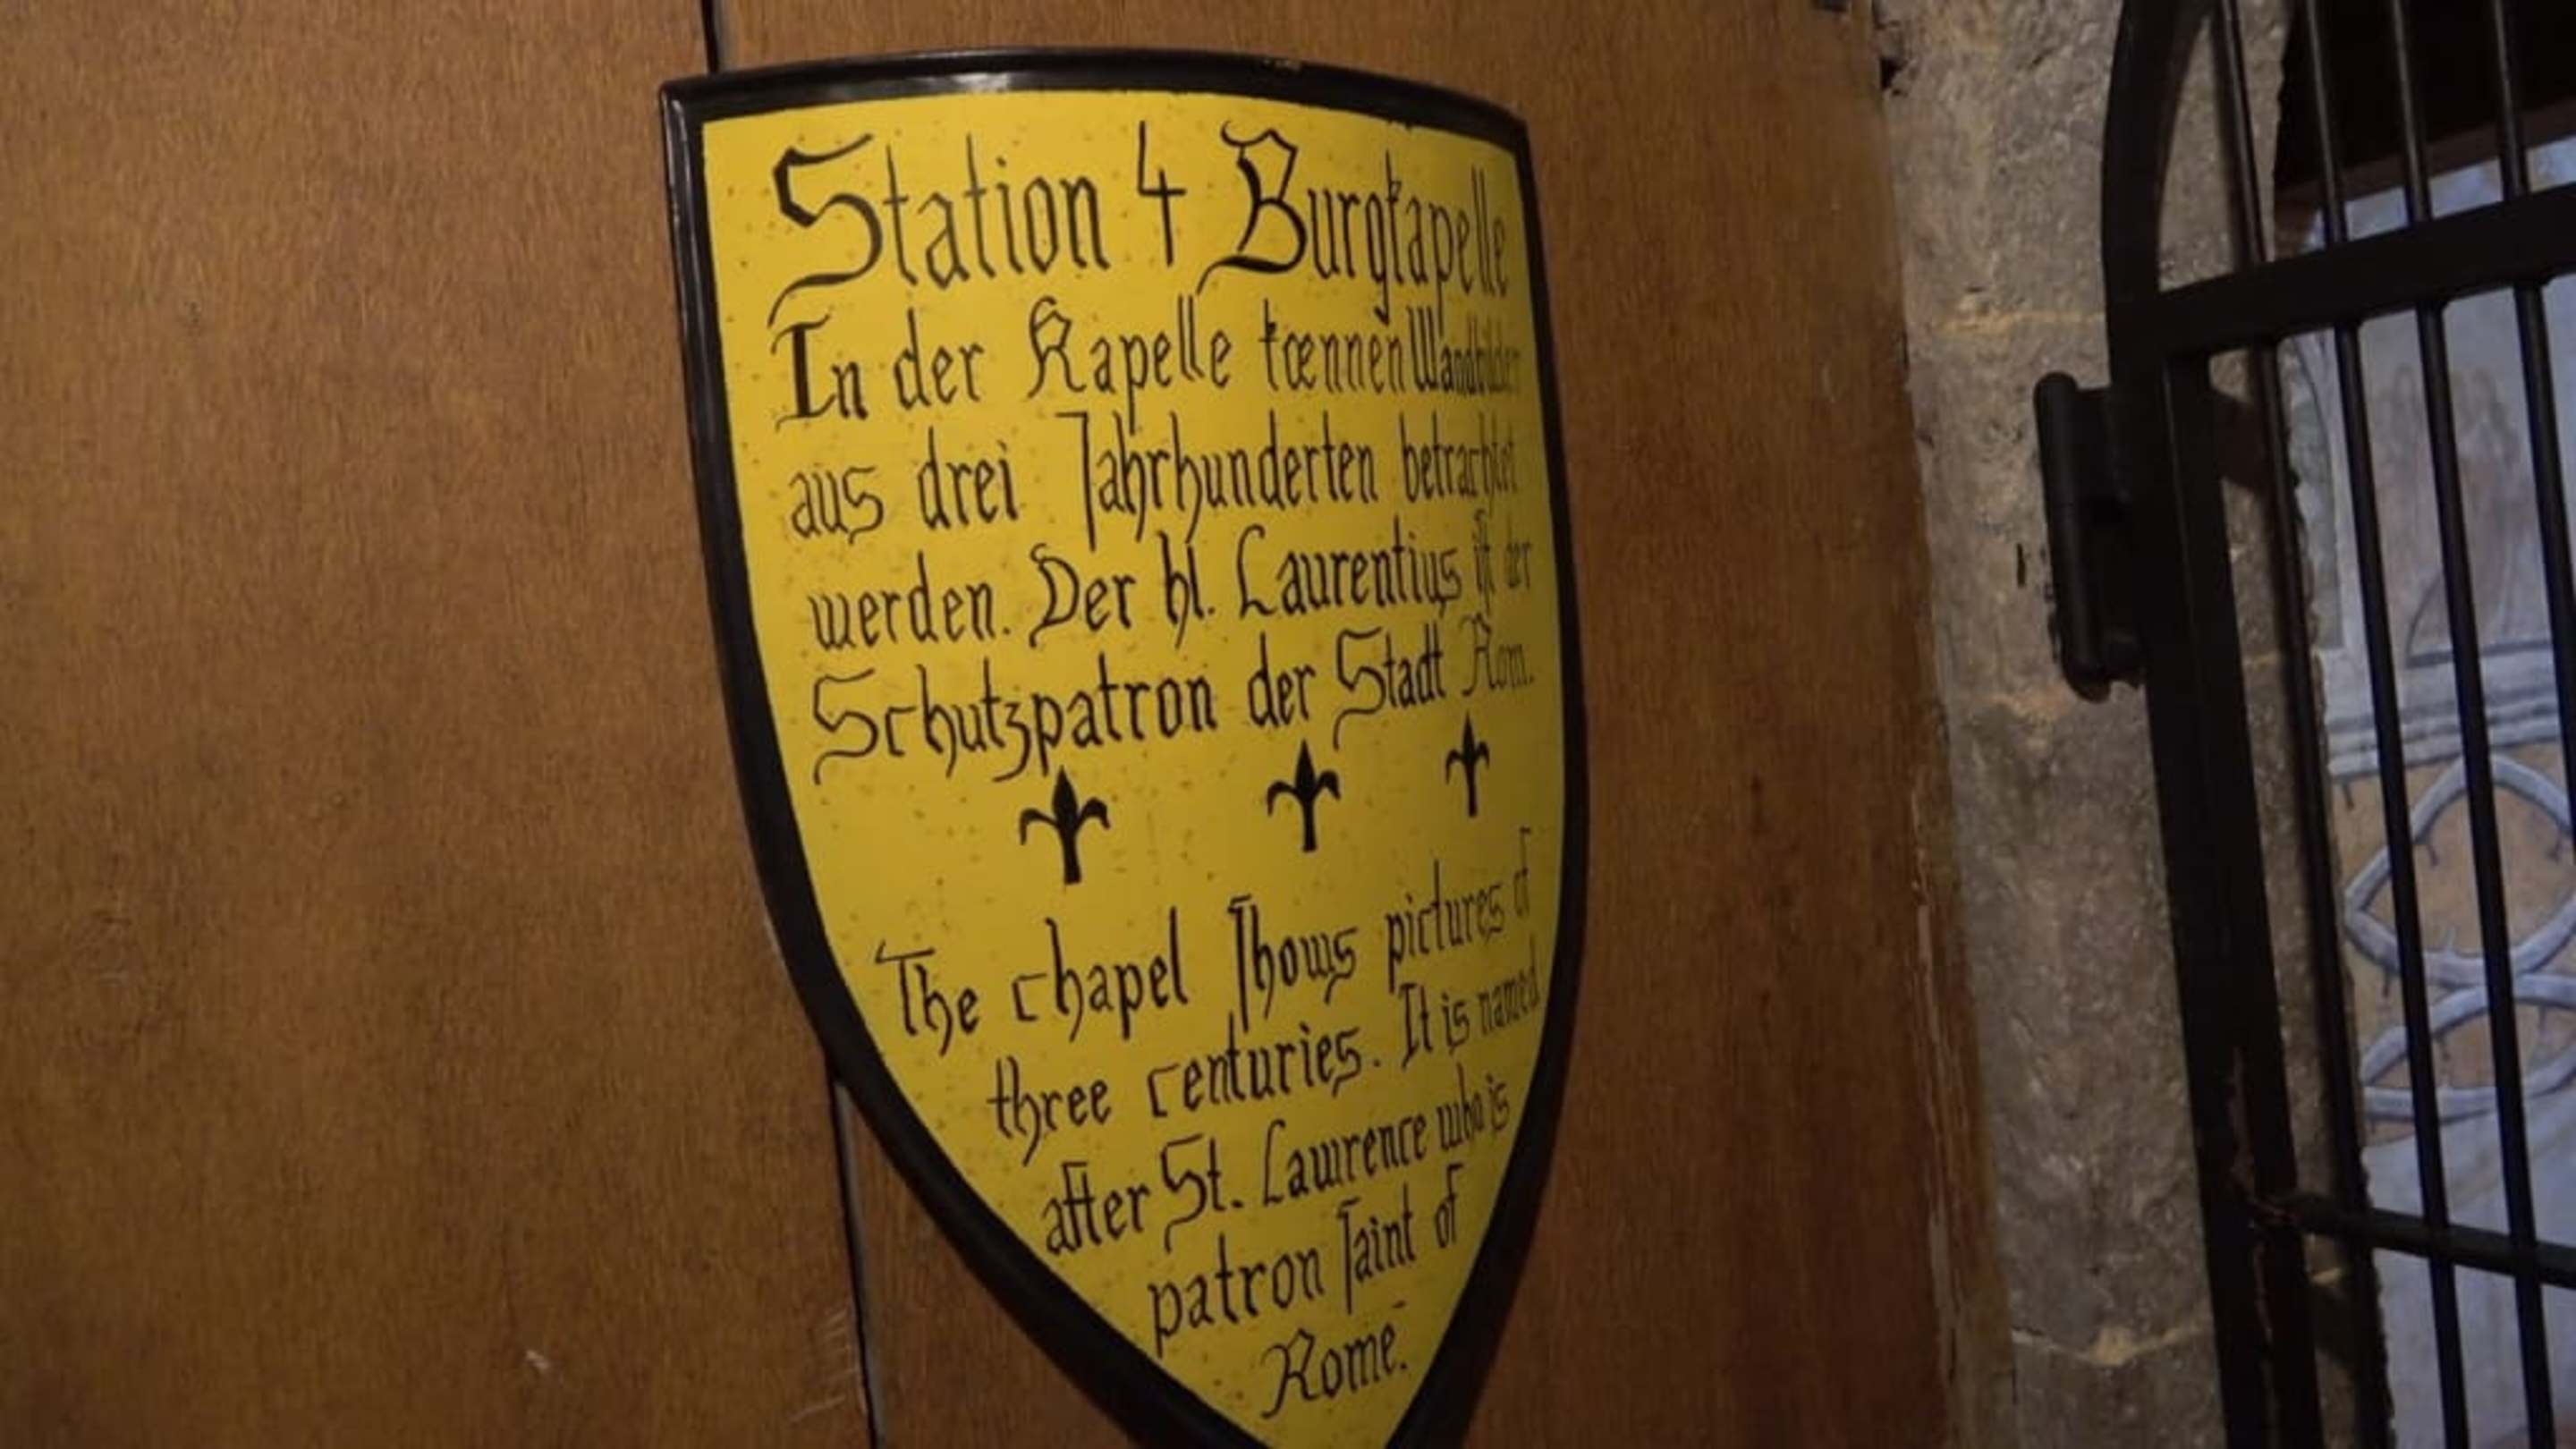 Station 4 Burgkapelle
In der Kapelle kœnnen Wandbilder
aus drei Jahrhunderten betrachtet
werden. Der hl. Laurentius ist der
Schutzpatron der Stadt Rom.
The chapel shows pictures of
three centuries. It is named
after St. Lawrence who is
patron saint of
Rome.